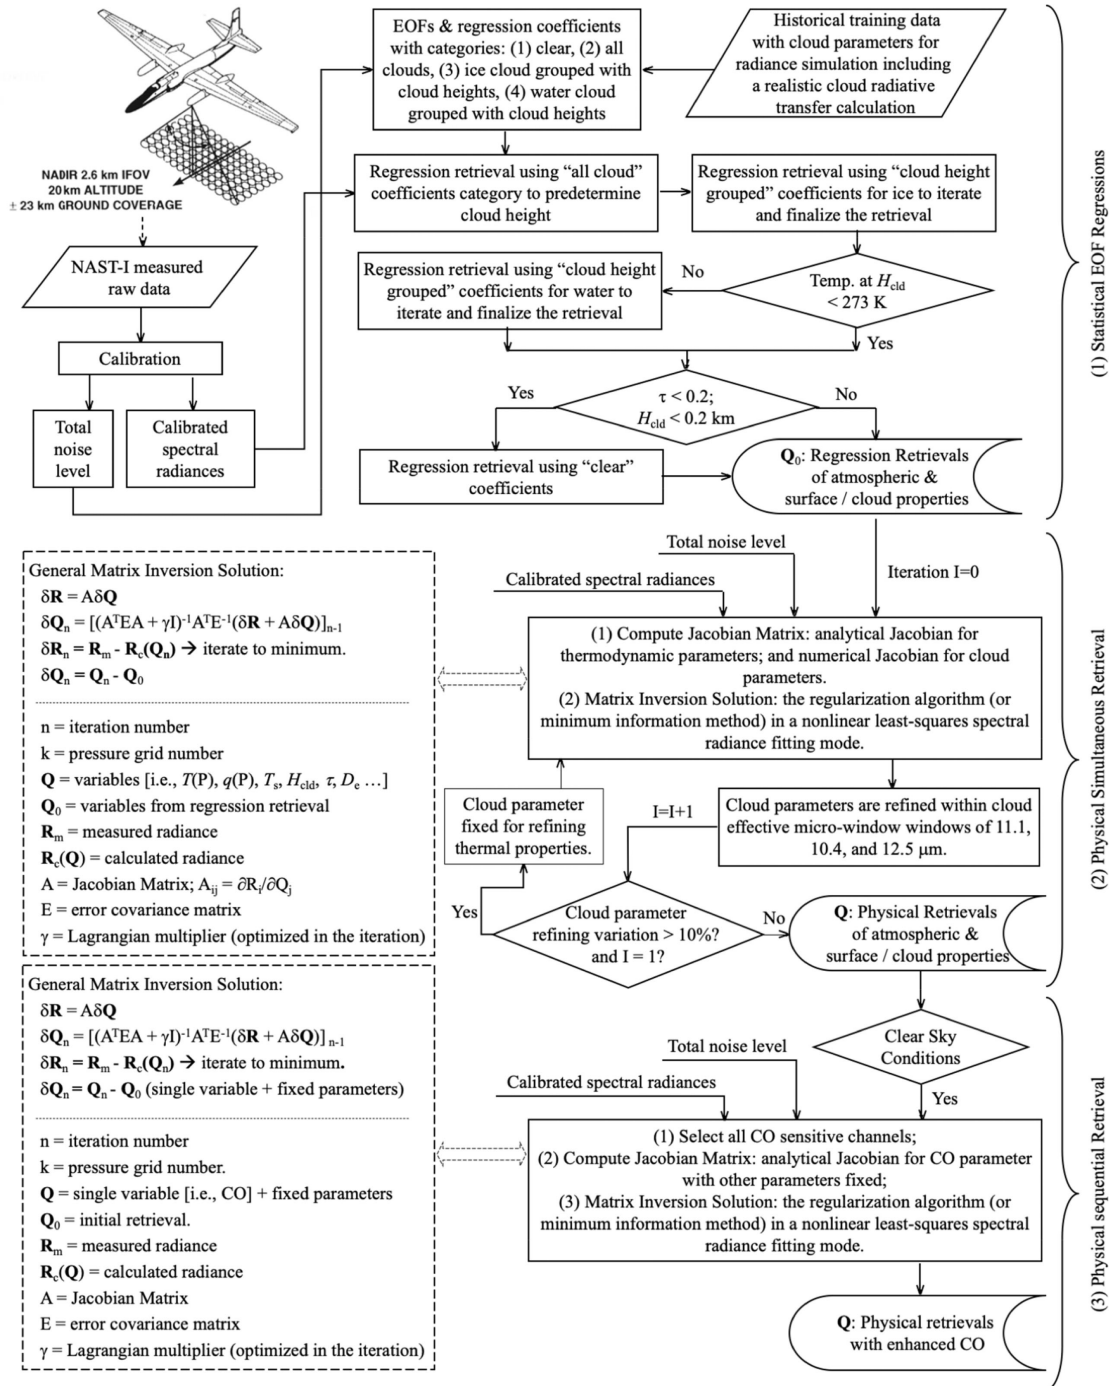 NADIR 2.6 km IFOV
20 km ALTITUDE
± 23 km GROUND COVERAGE
NAST-I measured
raw data
Calibration
Total
noise
level
Calibrated
spectral
radiances
EOFs & regression coefficients
with categories: (1) clear, (2) all
clouds, (3) ice cloud grouped with
cloud heights, (4) water cloud
grouped with cloud heights
Historical training data
with cloud parameters for
radiance simulation including
a realistic cloud radiative
transfer calculation
Regression retrieval using “all cloud”
coefficients category to predetermine
cloud height
Regression retrieval using “cloud height
grouped” coefficients for ice to iterate
and finalize the retrieval
Regression retrieval using “cloud height
grouped” coefficients for water to
iterate and finalize the retrieval
No
Temp. at Hcld
< 273 K
Yes
Yes
τ < 0.2;
Hcld < 0.2 km
No
Regression retrieval using “clear”
coefficients
Q0: Regression Retrievals
of atmospheric &
surface / cloud properties
(1) Statistical EOF Regressions
General Matrix Inversion Solution:
δR = AδQ
δQn = [(AᵀEA + γI)-1AᵀE-1(δR + AδQ)]n-1
δRn = Rm - Rc(Qn) → iterate to minimum.
δQn = Qn - Q0
n = iteration number
k = pressure grid number
Q = variables [i.e., T(P), q(P), Ts, Hcld, τ, De …]
Q0 = variables from regression retrieval
Rm = measured radiance
Rc(Q) = calculated radiance
A = Jacobian Matrix; Aij = ∂Ri/∂Qj
E = error covariance matrix
γ = Lagrangian multiplier (optimized in the iteration)
Total noise level
Calibrated spectral radiances
Iteration I=0
(1) Compute Jacobian Matrix: analytical Jacobian for
thermodynamic parameters; and numerical Jacobian for cloud
parameters.
(2) Matrix Inversion Solution: the regularization algorithm (or
minimum information method) in a nonlinear least-squares spectral
radiance fitting mode.
Cloud parameter
fixed for refining
thermal properties.
I=I+1
Cloud parameters are refined within cloud
effective micro-window windows of 11.1,
10.4, and 12.5 μm.
Yes
Cloud parameter
refining variation > 10%?
and I = 1?
No
Q: Physical Retrievals
of atmospheric &
surface / cloud properties
(2) Physical Simultaneous Retrieval
General Matrix Inversion Solution:
δR = AδQ
δQn = [(AᵀEA + γI)-1AᵀE-1(δR + AδQ)] n-1
δRn = Rm - Rc(Qn) → iterate to minimum.
δQn = Qn - Q0 (single variable + fixed parameters)
n = iteration number
k = pressure grid number.
Q = single variable [i.e., CO] + fixed parameters
Q0 = initial retrieval.
Rm = measured radiance
Rc(Q) = calculated radiance
A = Jacobian Matrix
E = error covariance matrix
γ = Lagrangian multiplier (optimized in the iteration)
Clear Sky
Conditions
Total noise level
Calibrated spectral radiances
Yes
(1) Select all CO sensitive channels;
(2) Compute Jacobian Matrix: analytical Jacobian for CO parameter
with other parameters fixed;
(3) Matrix Inversion Solution: the regularization algorithm (or
minimum information method) in a nonlinear least-squares spectral
radiance fitting mode.
Q: Physical retrievals
with enhanced CO
(3) Physical sequential Retrieval